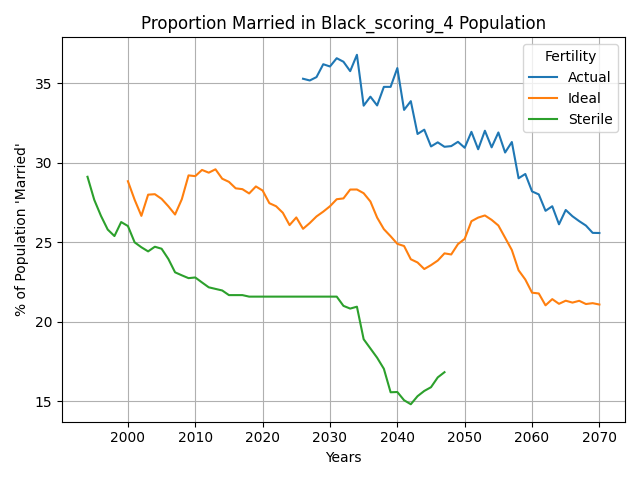 Proportion Married in Black_scoring_4 Population
Fertility
Actual
Ideal
Sterile
% of Population 'Married'
35
30
25
20
15
2000
2010
2020
2030
2040
2050
2060
2070
Years